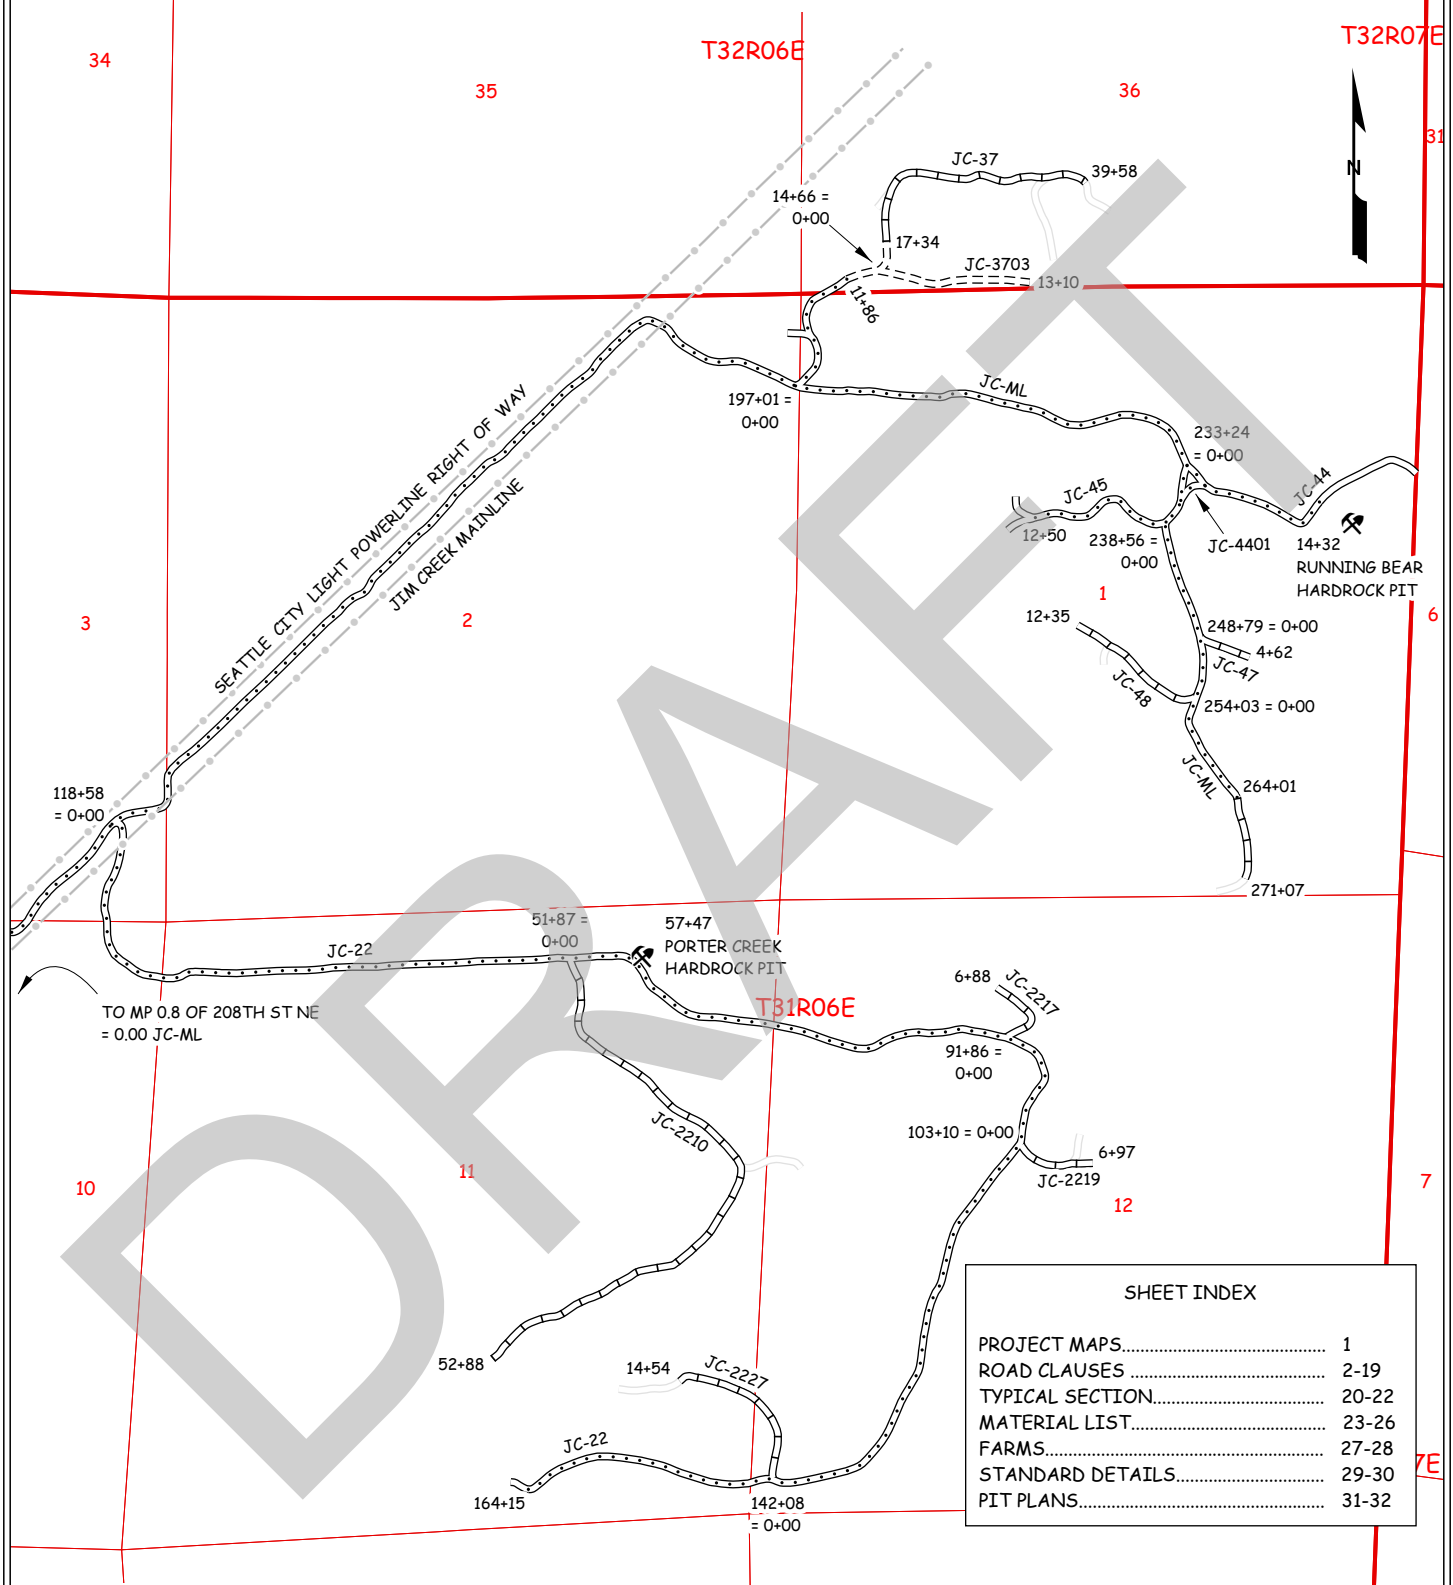 T32R06E
T32R07E
34
35
36
31
N
JC-37
39+58
14+66 =
0+00
17+34
JC-3703
13+10
11+86
197+01 =
0+00
JC-ML
233+24
= 0+00
JC-44
JC-45
12+50
238+56 =
0+00
JC-4401
14+32
RUNNING BEAR
HARDROCK PIT
SEATTLE CITY LIGHT POWERLINE RIGHT OF WAY
JIM CREEK MAINLINE
3
2
1
6
12+35
248+79 = 0+00
4+62
JC-47
JC-48
254+03 = 0+00
JC-ML
264+01
271+07
118+58
= 0+00
51+87 =
0+00
57+47
PORTER CREEK
HARDROCK PIT
JC-22
TO MP 0.8 OF 208TH ST NE
= 0.00 JC-ML
T31R06E
6+88
JC-2217
91+86 =
0+00
103+10 = 0+00
6+97
JC-2219
JC-2210
10
11
12
7
52+88
14+54
JC-2227
JC-22
164+15
142+08
= 0+00
7E
DRAFT
SHEET INDEX
PROJECT MAPS............................................... 1
ROAD CLAUSES ............................................. 2-19
TYPICAL SECTION........................................ 20-22
MATERIAL LIST............................................. 23-26
FARMS................................................................ 27-28
STANDARD DETAILS................................... 29-30
PIT PLANS......................................................... 31-32